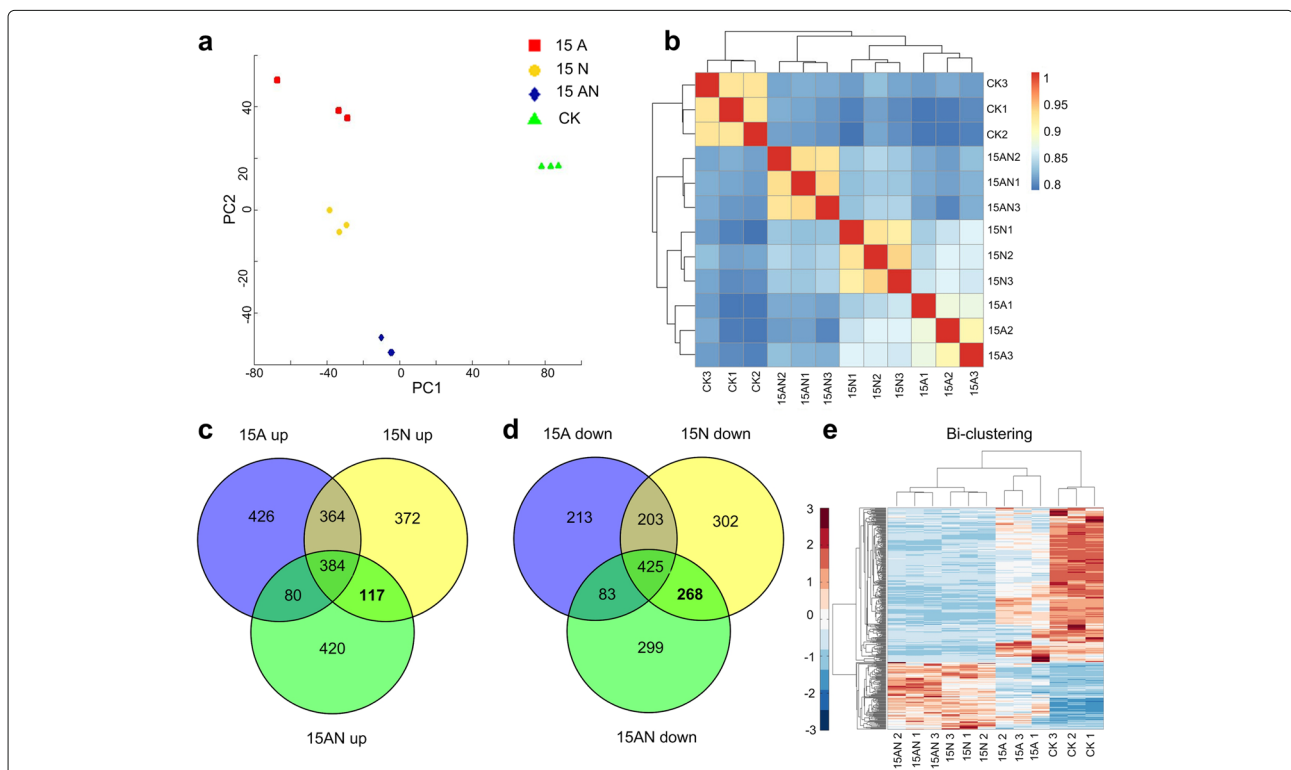 a
15 A
15 N
15 AN
CK
PC2
40
20
0
-20
-40
-80
-40
0
40
80
PC1
b
1
0.95
0.9
0.85
0.8
CK3
CK1
CK2
15AN2
15AN1
15AN3
15N1
15N2
15N3
15A1
15A2
15A3
CK3
CK1
CK2
15AN2
15AN1
15AN3
15N1
15N2
15N3
15A1
15A2
15A3
c
15A up
15N up
426
364
372
384
80
117
420
15AN up
d
15A down
15N down
213
203
302
425
83
268
299
15AN down
e
Bi-clustering
3
2
1
0
-1
-2
-3
15AN 2
15AN 1
15AN 3
15N 3
15N 1
15N 2
15A 2
15A 3
15A 1
CK 3
CK 2
CK 1